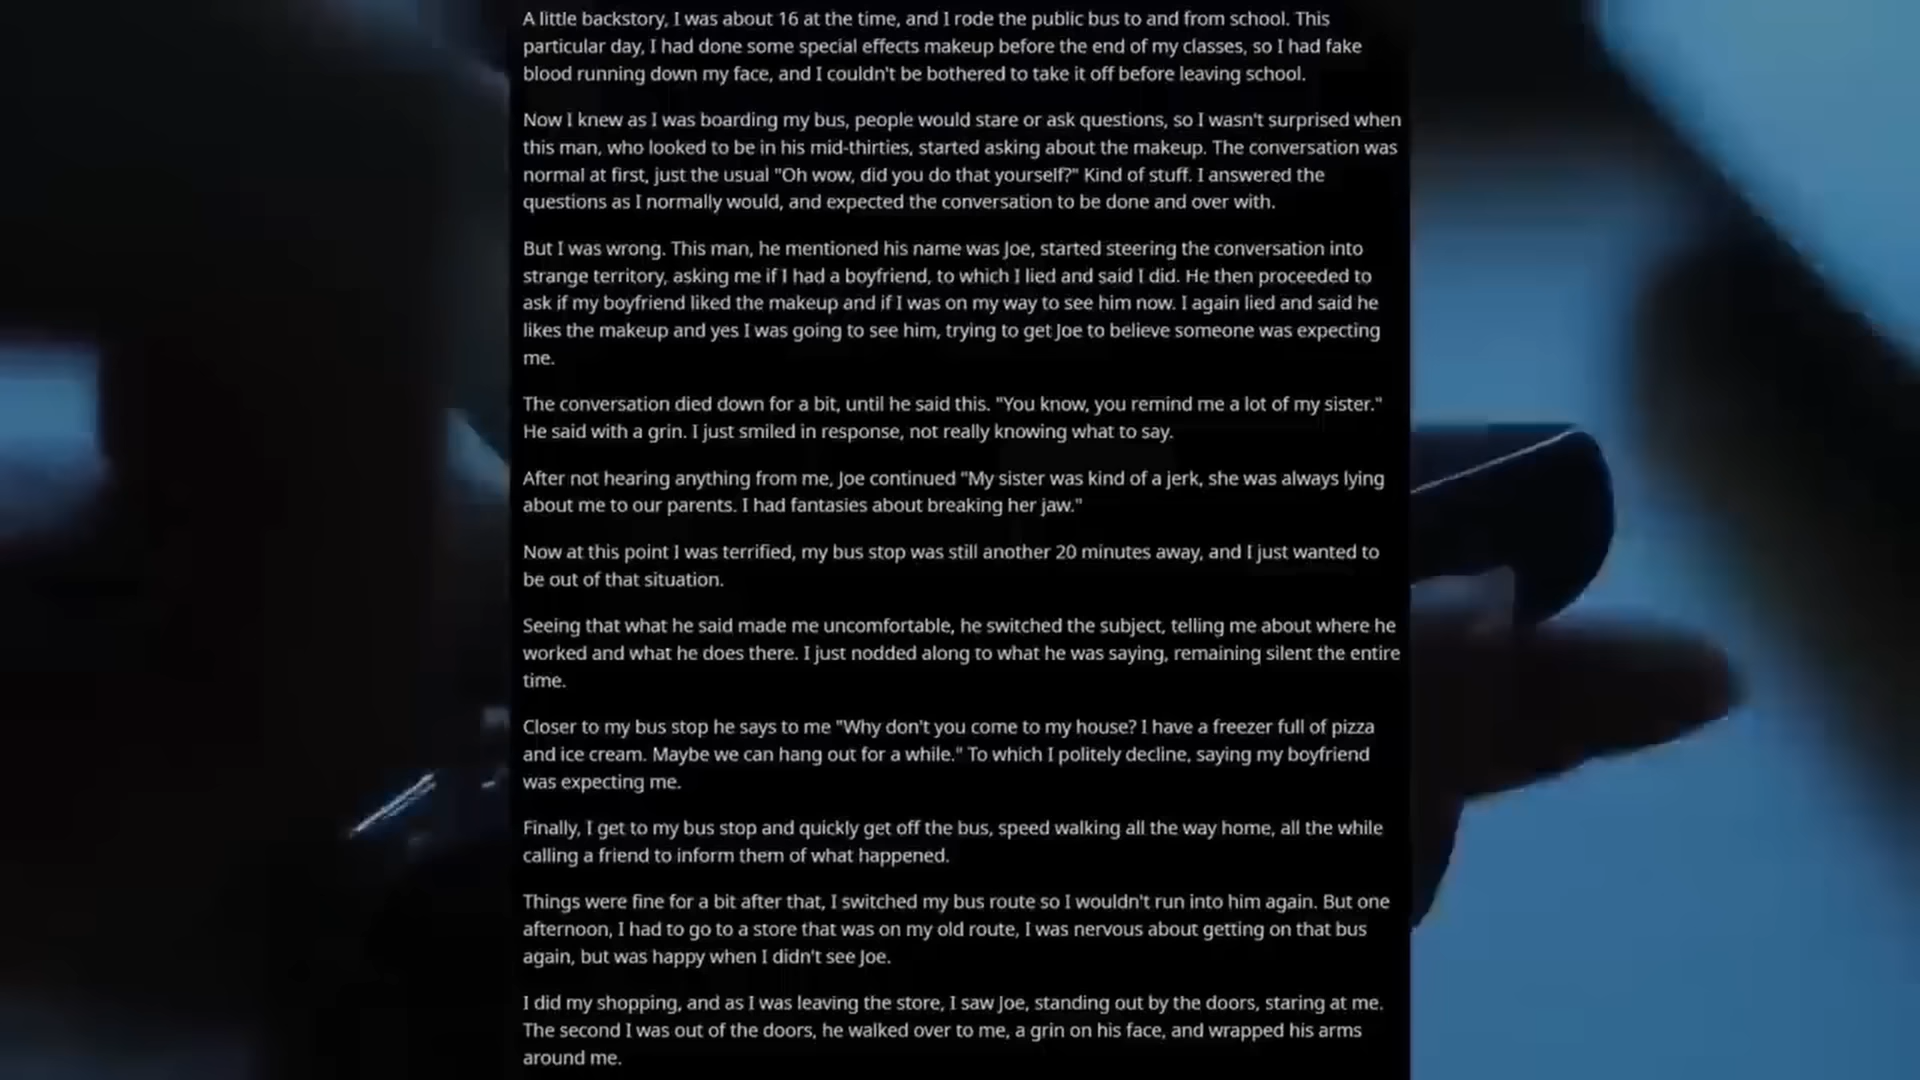 A little backstory, I was about 16 at the time, and I rode the public bus to and from school. This
particular day, I had done some special effects makeup before the end of my classes, so I had fake
blood running down my face, and I couldn't be bothered to take it off before leaving school.
Now I knew as I was boarding my bus, people would stare or ask questions, so I wasn't surprised when
this man, who looked to be in his mid-thirties, started asking about the makeup. The conversation was
normal at first, just the usual "Oh wow, did you do that yourself?" Kind of stuff. I answered the
questions as I normally would, and expected the conversation to be done and over with.
But I was wrong. This man, he mentioned his name was Joe, started steering the conversation into
strange territory, asking me if I had a boyfriend, to which I lied and said I did. He then proceeded to
ask if my boyfriend liked the makeup and if I was on my way to see him now. I again lied and said he
likes the makeup and yes I was going to see him, trying to get Joe to believe someone was expecting
me.
The conversation died down for a bit, until he said this. "You know, you remind me a lot of my sister."
He said with a grin. I just smiled in response, not really knowing what to say.
After not hearing anything from me, Joe continued "My sister was kind of a jerk, she was always lying
about me to our parents. I had fantasies about breaking her jaw."
Now at this point I was terrified, my bus stop was still another 20 minutes away, and I just wanted to
be out of that situation.
Seeing that what he said made me uncomfortable, he switched the subject, telling me about where he
worked and what he does there. I just nodded along to what he was saying, remaining silent the entire
time.
Closer to my bus stop he says to me "Why don't you come to my house? I have a freezer full of pizza
and ice cream. Maybe we can hang out for a while." To which I politely decline, saying my boyfriend
was expecting me.
Finally, I get to my bus stop and quickly get off the bus, speed walking all the way home, all the while
calling a friend to inform them of what happened.
Things were fine for a bit after that, I switched my bus route so I wouldn't run into him again. But one
afternoon, I had to go to a store that was on my old route, I was nervous about getting on that bus
again, but was happy when I didn't see Joe.
I did my shopping, and as I was leaving the store, I saw Joe, standing out by the doors, staring at me.
The second I was out of the doors, he walked over to me, a grin on his face, and wrapped his arms
around me.